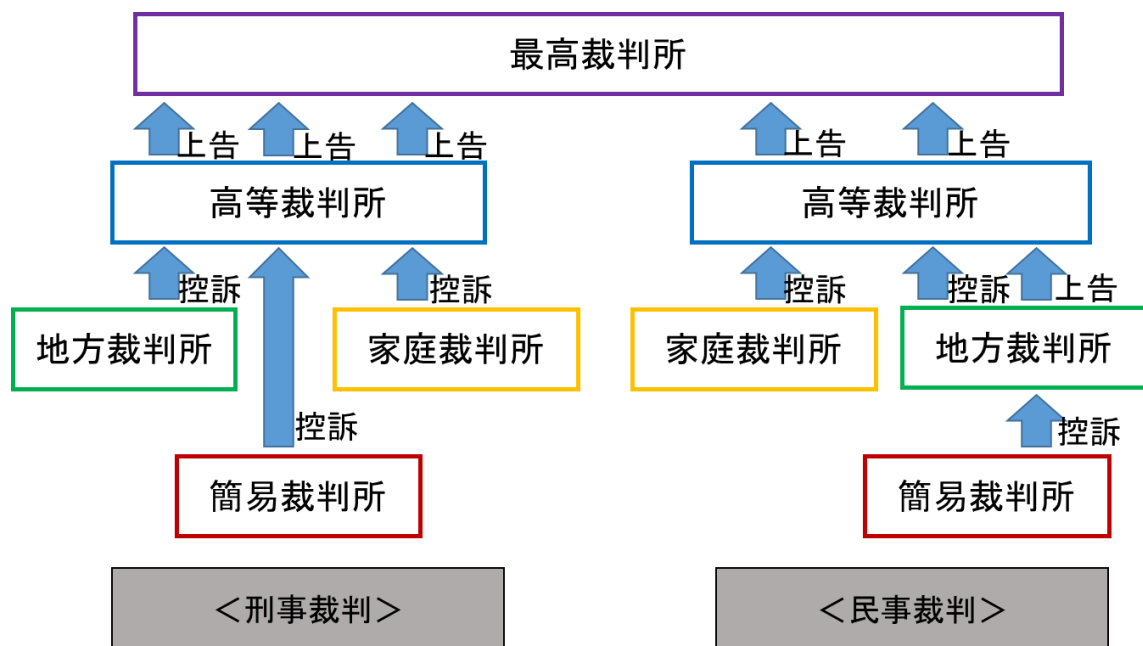 最高裁判所
上告
上告
上告
上告
上告
高等裁判所
高等裁判所
控訴
控訴
控訴
控訴
上告
地方裁判所
家庭裁判所
家庭裁判所
地方裁判所
控訴
控訴
簡易裁判所
簡易裁判所
＜刑事裁判＞
＜民事裁判＞